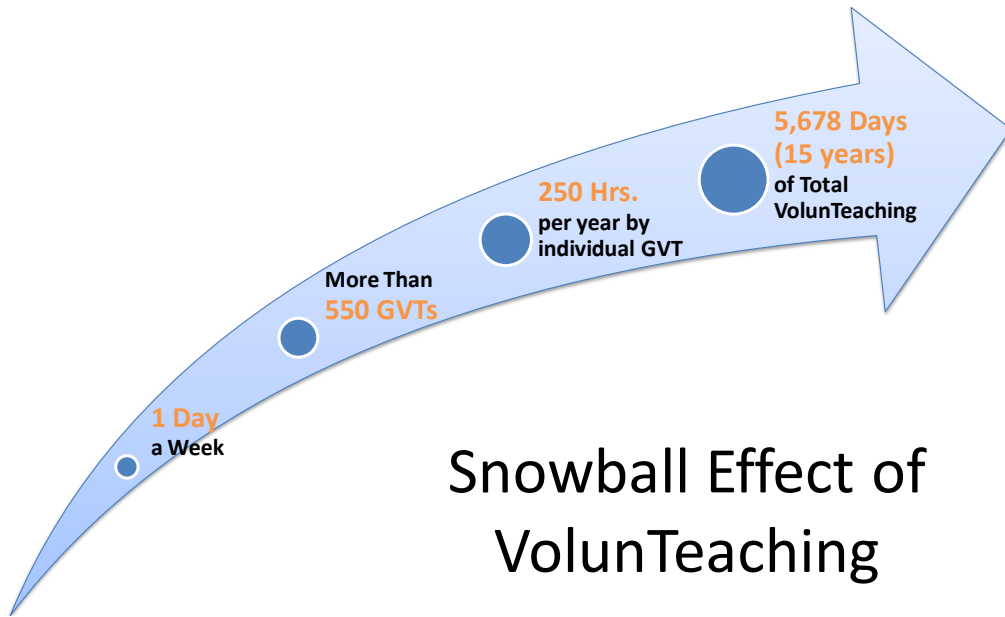 1 Day
a Week
More Than
550 GVTs
250 Hrs.
per year by
individual GVT
5,678 Days
(15 years)
of Total
VolunTeaching
Snowball Effect of
VolunTeaching